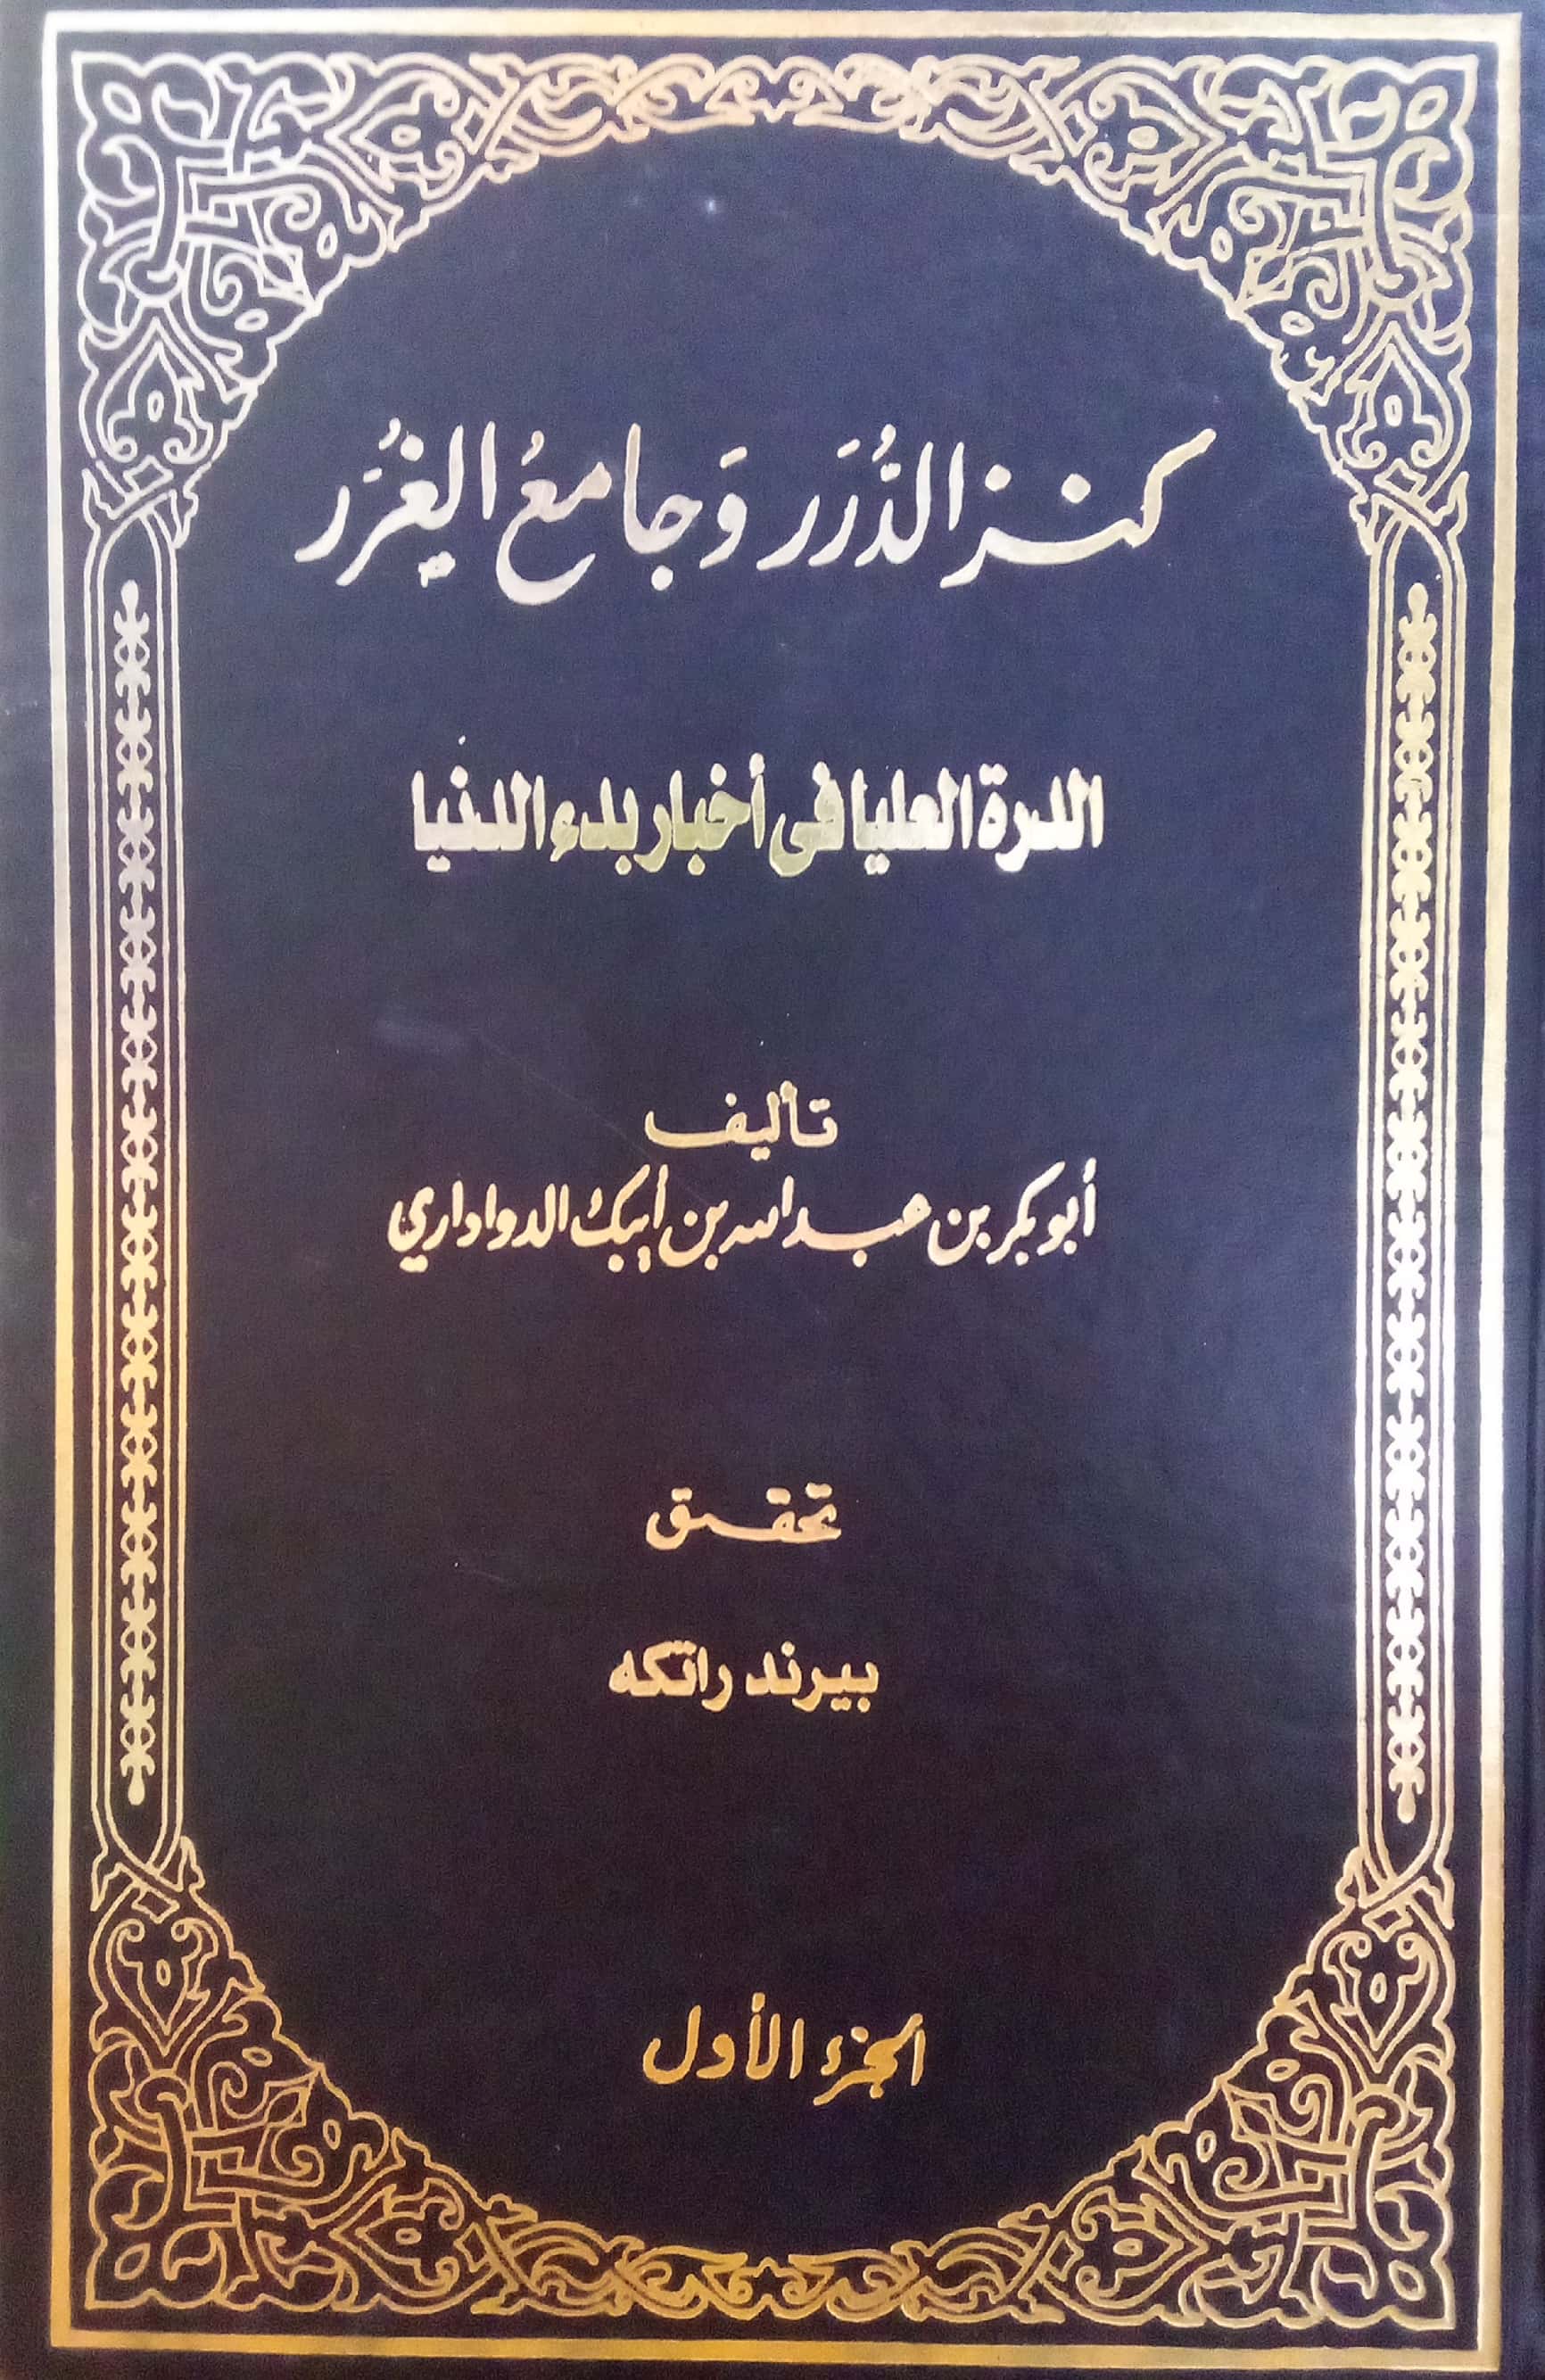 كنز الدُّرَر وَجامعُ الغُرَر
الدرة العليا فى أخبار بدء الدنيا
تأليف
أبو بكر بن عبد الله بن أيبك الدواداري
تحقيق
بيرند راتكه
الجزء الأول